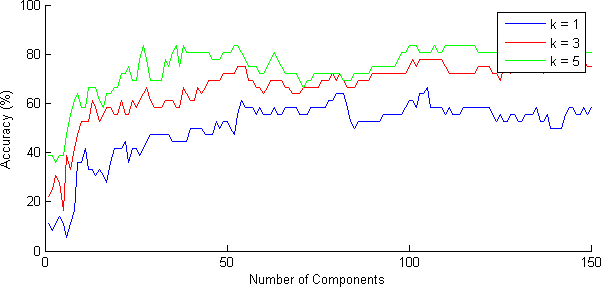 100
80
60
40
20
0
Accuracy (%)
0
50
100
150
Number of Components
k = 1
k = 3
k = 5